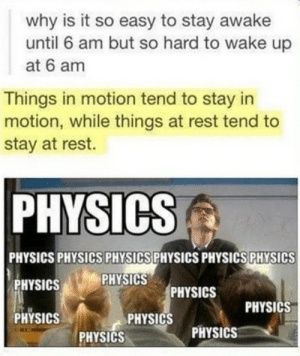 why is it so easy to stay awake
until 6 am but so hard to wake up
at 6 am
Things in motion tend to stay in
motion, while things at rest tend to
stay at rest.
PHYSICS
PHYSICS PHYSICS PHYSICS PHYSICS PHYSICS PHYSICS
PHYSICS PHYSICS PHYSICS
PHYSICS PHYSICS PHYSICS
PHYSICS PHYSICS